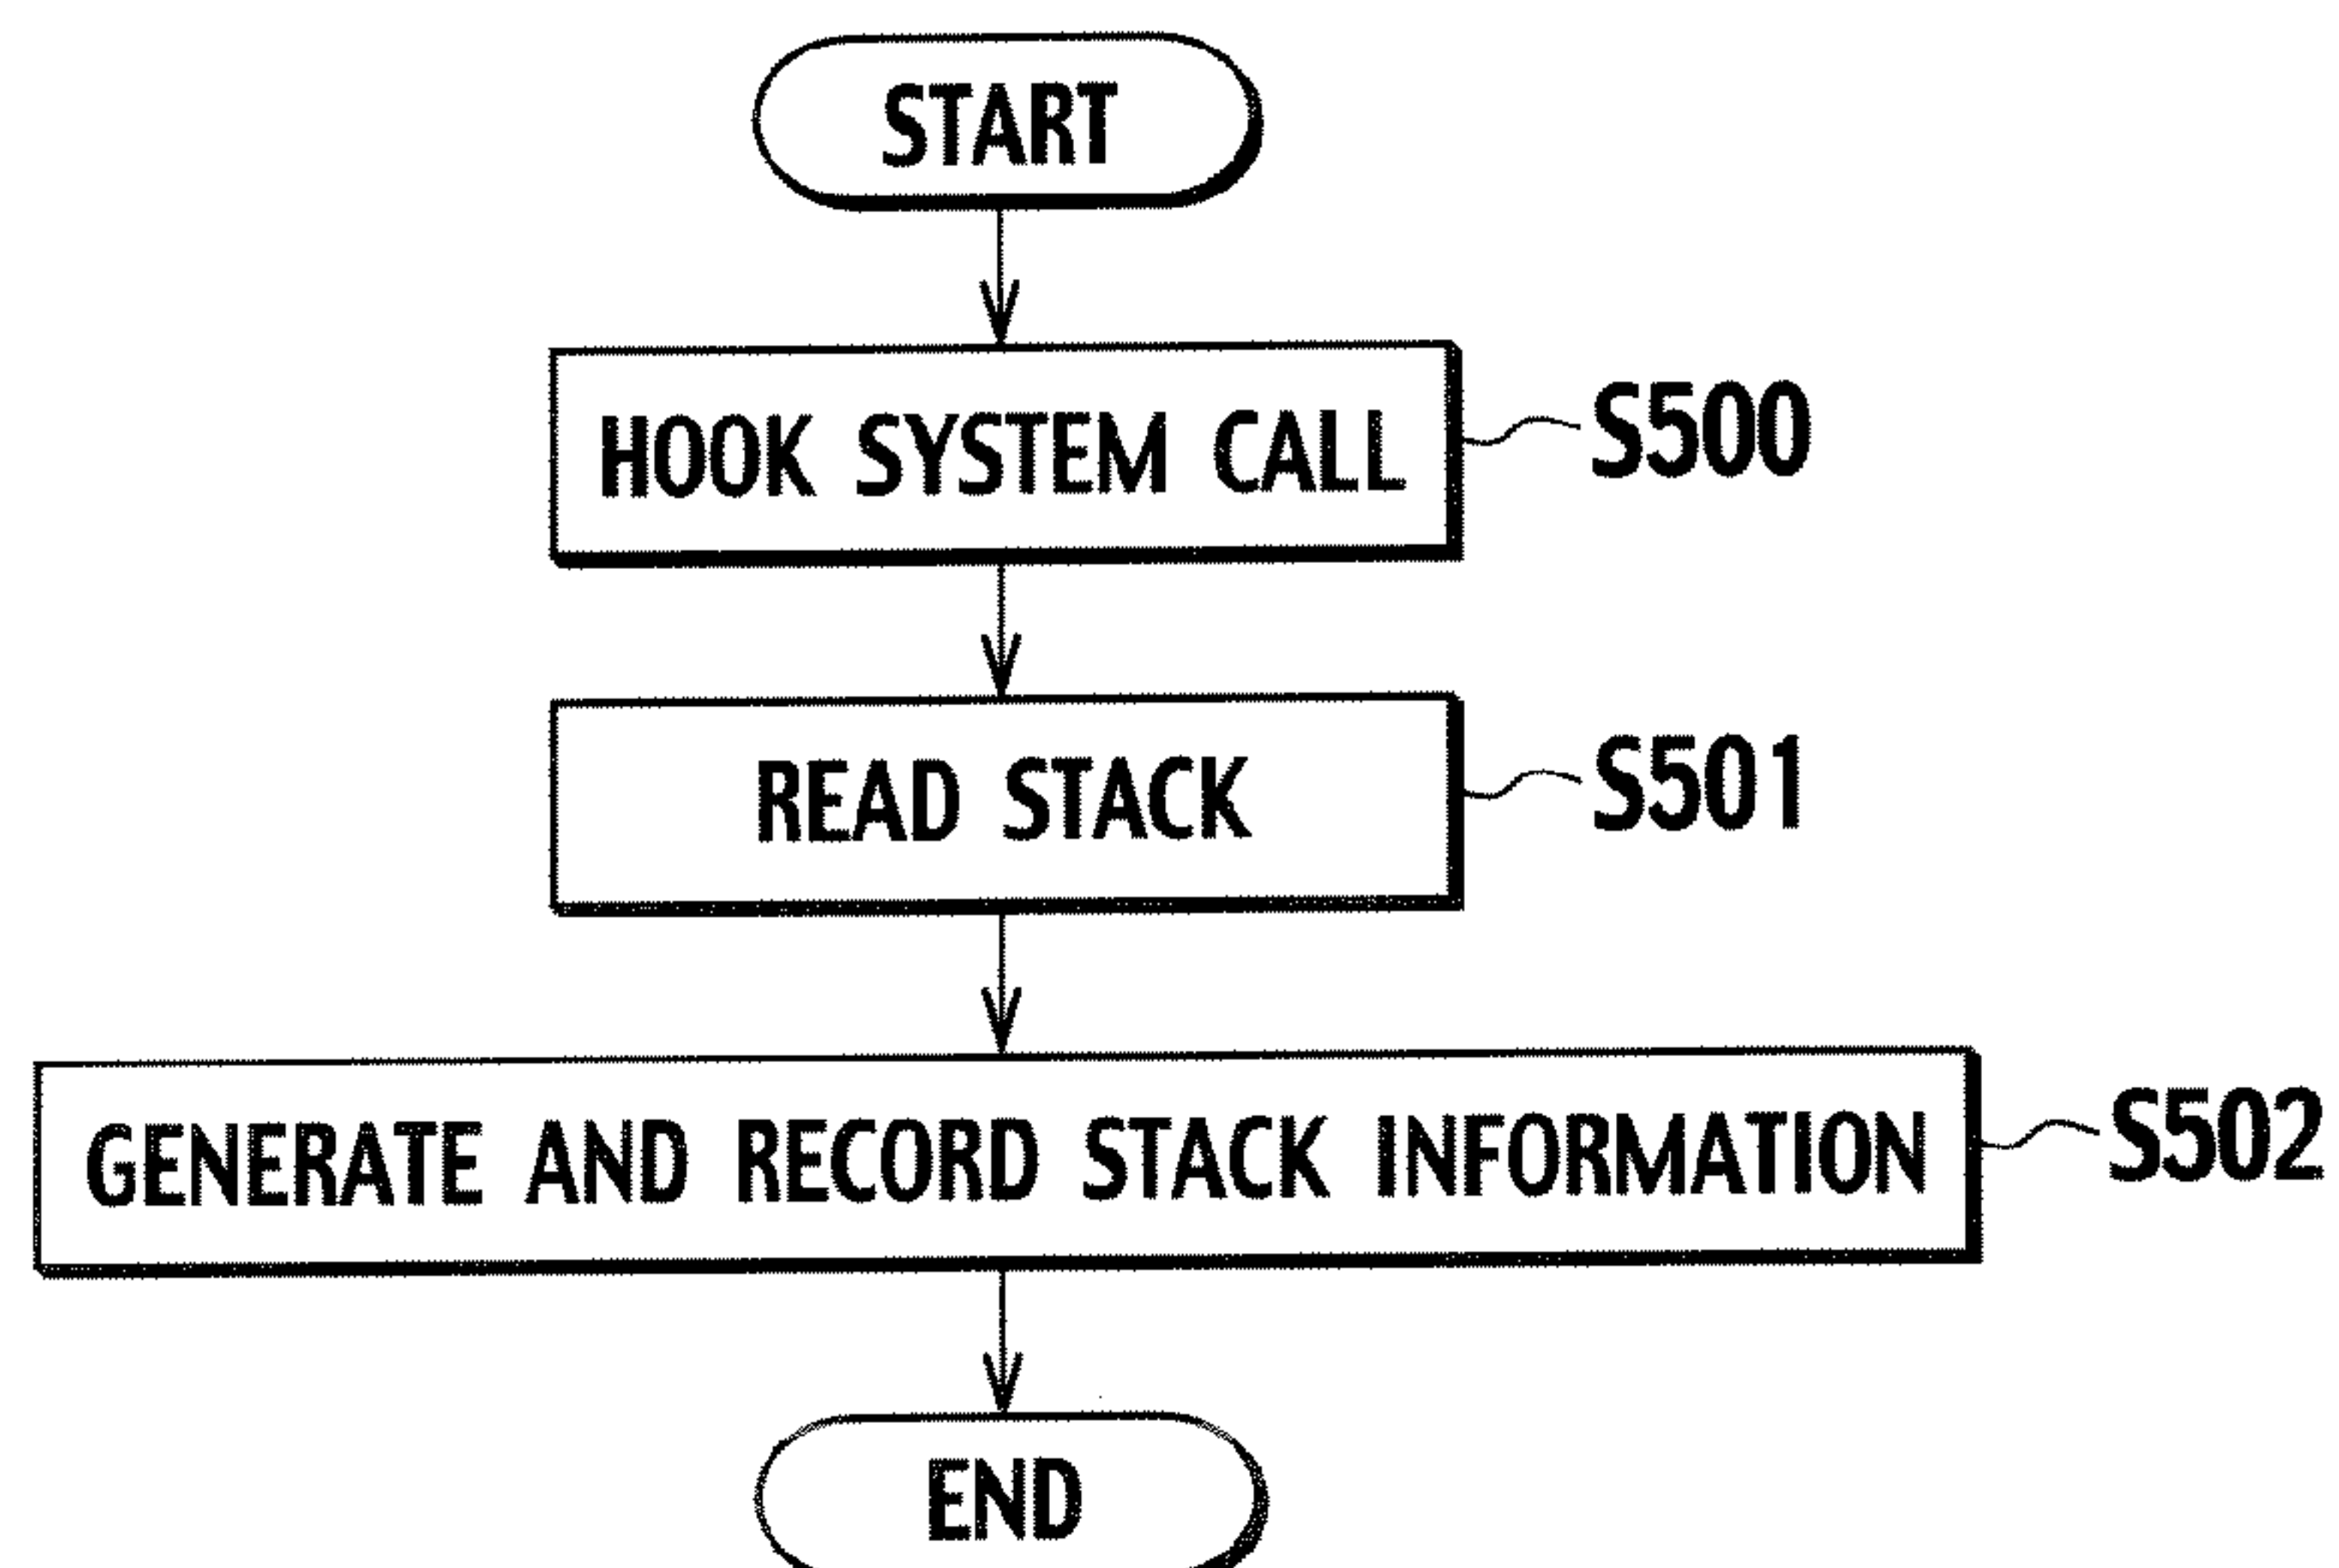 START
HOOK SYSTEM CALL
S500
READ STACK
S501
GENERATE AND RECORD STACK INFORMATION
S502
END